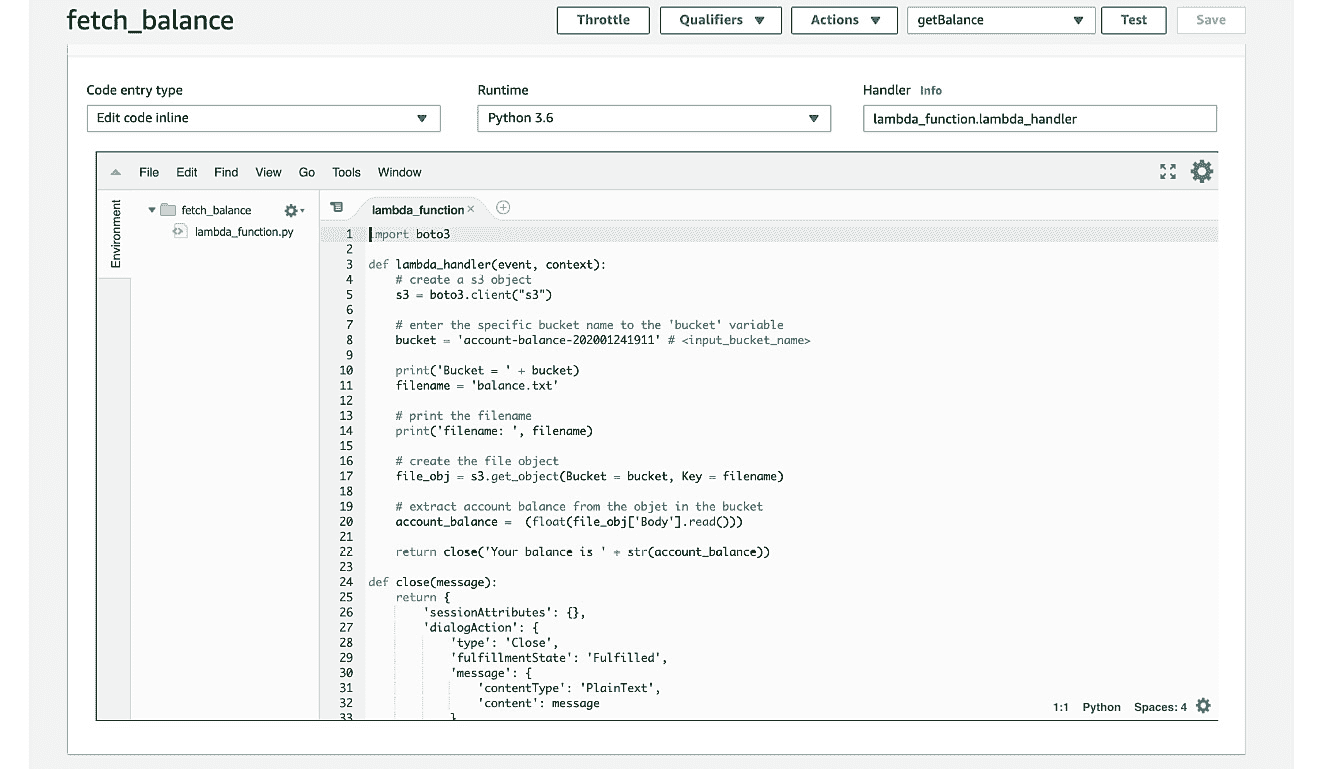 fetch_balance
Throttle
Qualifiers
Actions
getBalance
Test
Save
Code entry type
Runtime
Handler Info
Edit code inline
Python 3.6
lambda_function.lambda_handler
File Edit Find View Go Tools Window
Environment
fetch_balance
lambda_function.py
lambda_function ×
1 import boto3
2
3 def lambda_handler(event, context):
4 # create a s3 object
5 s3 = boto3.client("s3")
6
7 # enter the specific bucket name to the 'bucket' variable
8 bucket = 'account-balance-202001241911' # <input_bucket_name>
9
10 print('Bucket = ' + bucket)
11 filename = 'balance.txt'
12
13 # print the filename
14 print('filename: ', filename)
15
16 # create the file object
17 file_obj = s3.get_object(Bucket = bucket, Key = filename)
18
19 # extract account balance from the objet in the bucket
20 account_balance = (float(file_obj['Body'].read()))
21
22 return close('Your balance is ' + str(account_balance))
23
24 def close(message):
25 return {
26 'sessionAttributes': {},
27 'dialogAction': {
28 'type': 'Close',
29 'fulfillmentState': 'Fulfilled',
30 'message': {
31 'contentType': 'PlainText',
32 'content': message
33 }
1:1 Python Spaces: 4